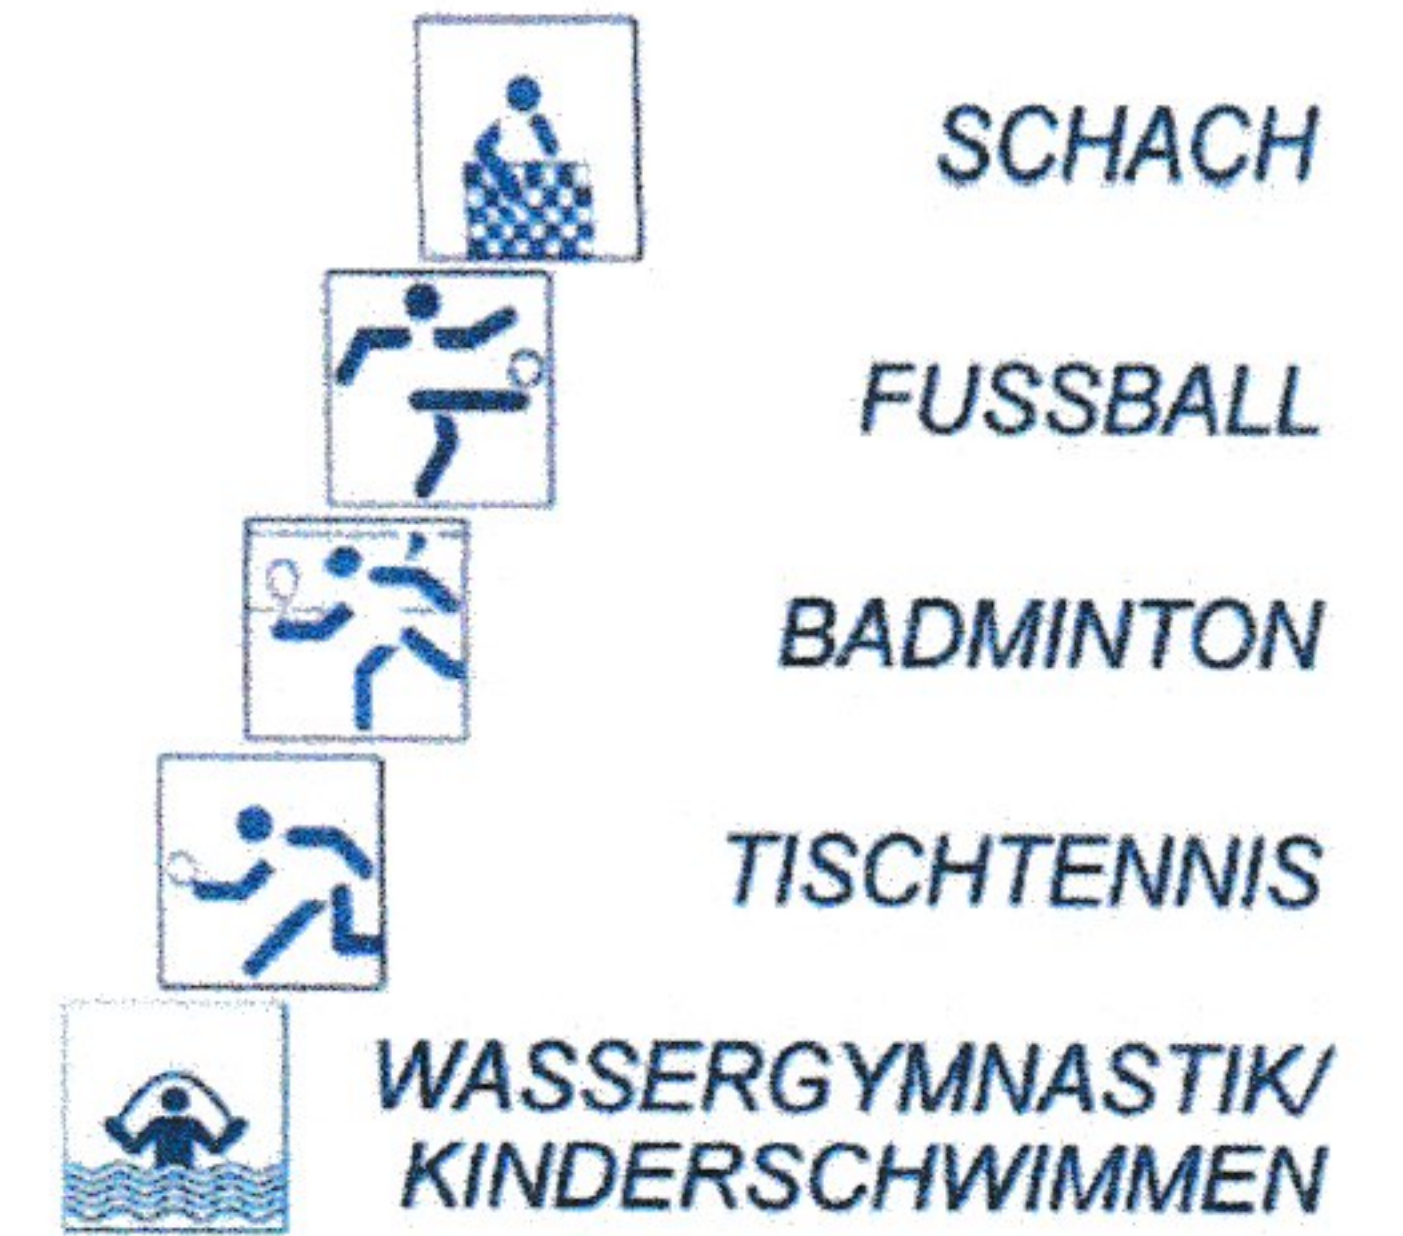 SCHACH
FUSSBALL
BADMINTON
TISCHTENNIS
WASSERGYMNASTIK/
KINDERSCHWIMMEN